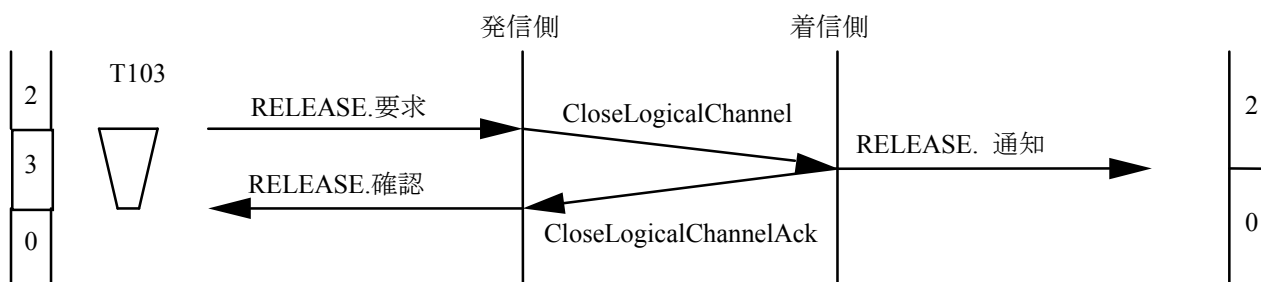 発信側
着信側
T103
2
RELEASE.要求
CloseLogicalChannel
2
RELEASE. 通知
3
RELEASE.確認
CloseLogicalChannelAck
0
0